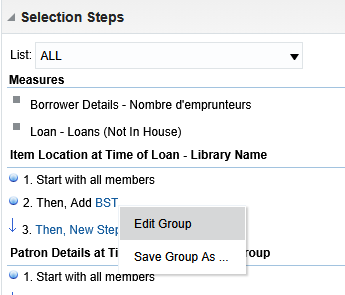 Selection Steps
List: ALL
Measures
Borrower Details - Nombre d'emprunteurs
Loan - Loans (Not In House)
Item Location at Time of Loan - Library Name
1. Start with all members
2. Then, Add BST
Edit Group
3. Then, New Step
Patron Details at Ti
roup
Save Group As ...
1. Start with all members